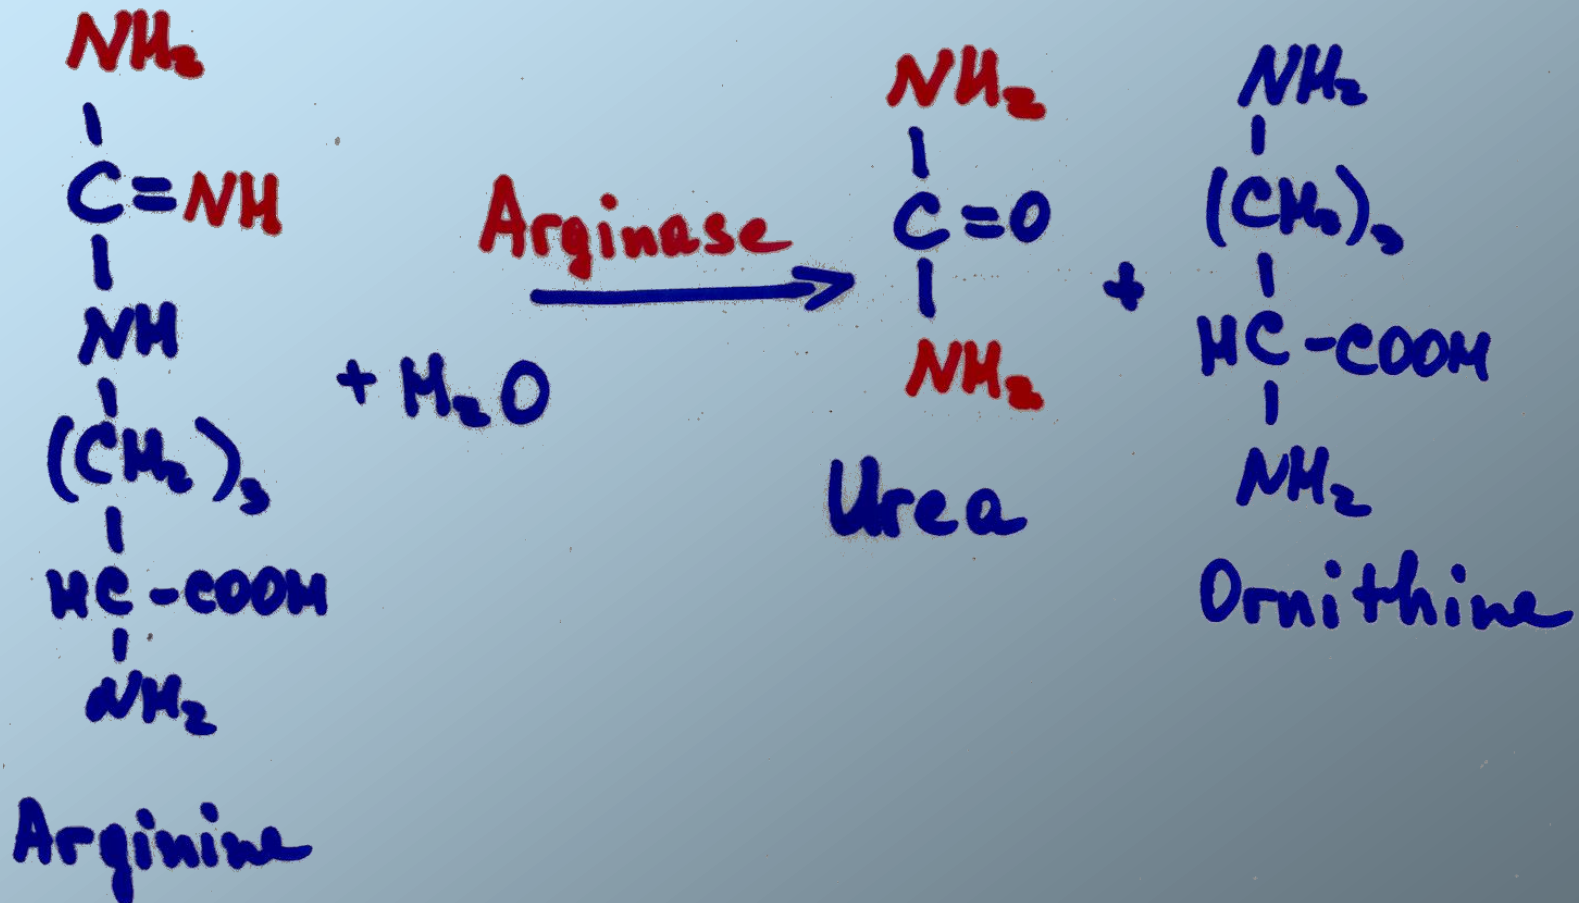 NH₂
C=NH
NH
(CH₂)₃
HC-COOH
NH₂
Arginine
+ H₂O
Arginase
NH₂
C=O
NH₂
Urea
+
NH₂
(CH₂)₃
HC-COOH
NH₂
Ornithine